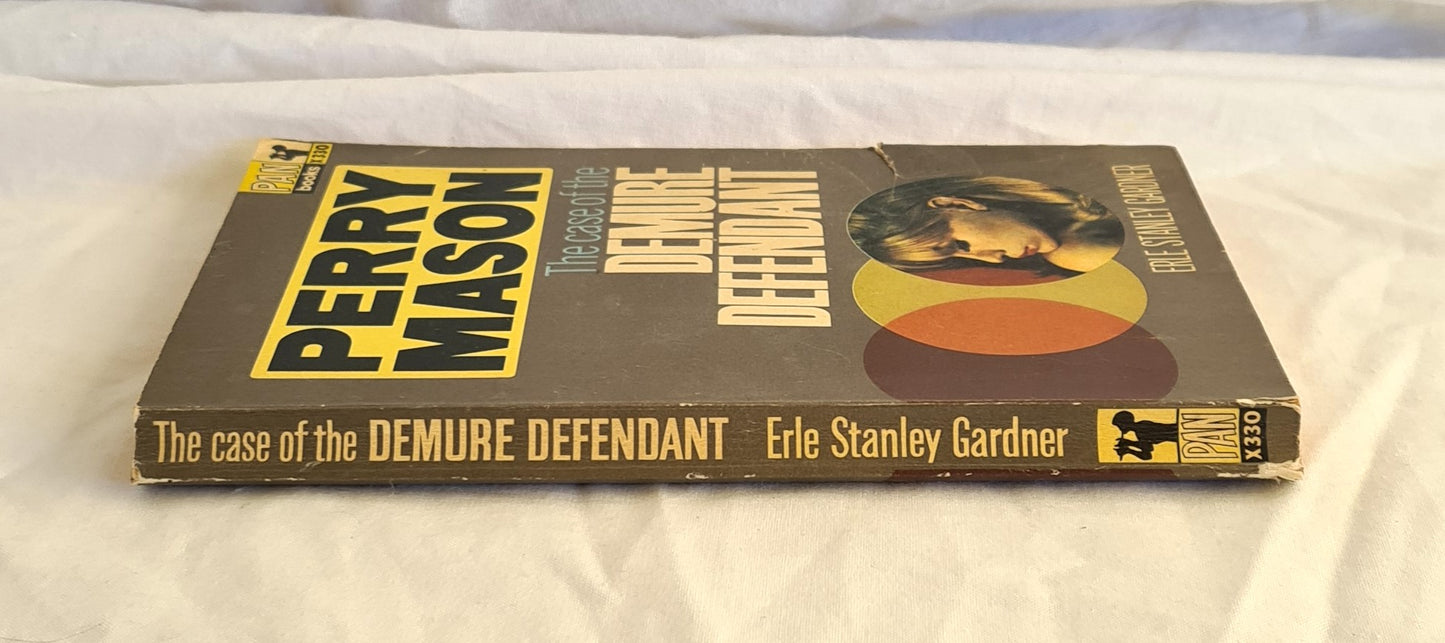 PAN
books X330
PERRY
MASON
The case of the
DEMURE
DEFENDANT
ERLE STANLEY GARDNER
The case of the DEMURE DEFENDANT Erle Stanley Gardner PAN X330